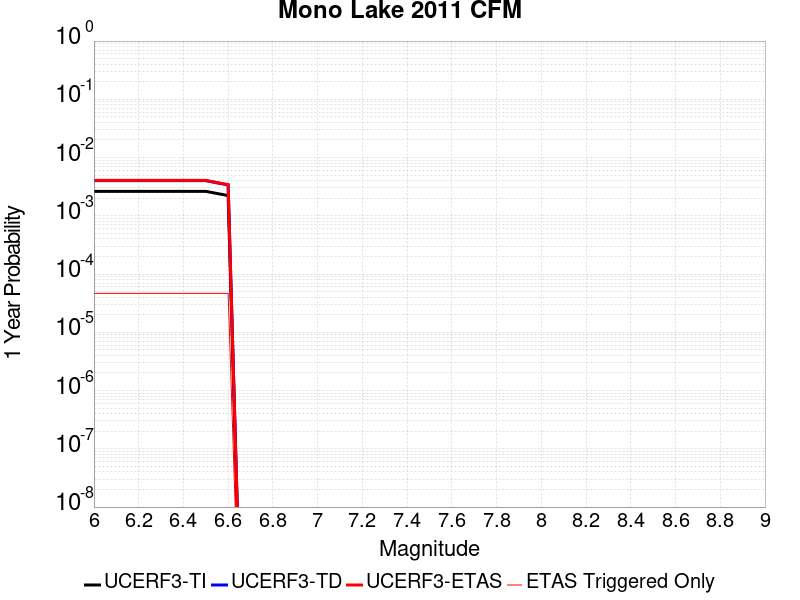 Mono Lake 2011 CFM
10^0
10^-1
10^-2
10^-3
10^-4
10^-5
10^-6
10^-7
10^-8
1 Year Probability
6 6.2 6.4 6.6 6.8 7 7.2 7.4 7.6 7.8 8 8.2 8.4 8.6 8.8 9
Magnitude
UCERF3-TI UCERF3-TD UCERF3-ETAS ETAS Triggered Only